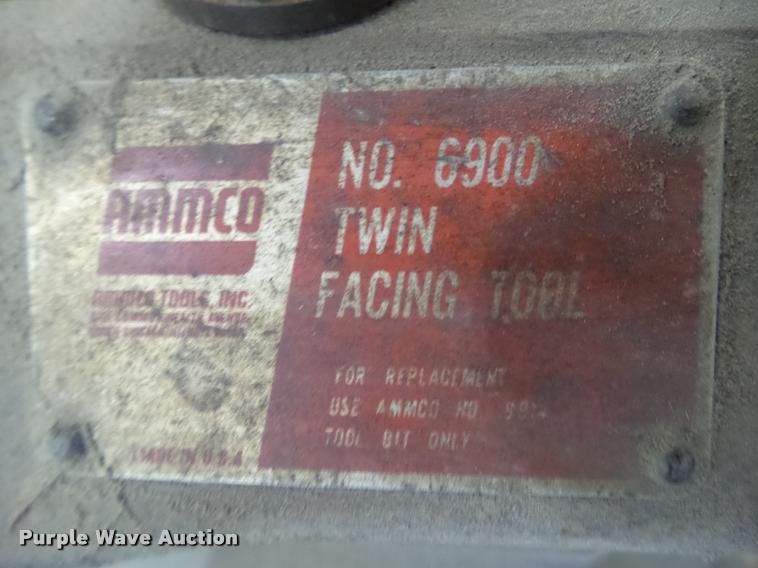 AMMCO
AMMCO TOOLS, INC.
MADE IN U.S.A
NO. 6900
TWIN
FACING TOOL
FOR REPLACEMENT
USE AMMCO NO
TOOL BIT ONLY
Purple Wave Auction